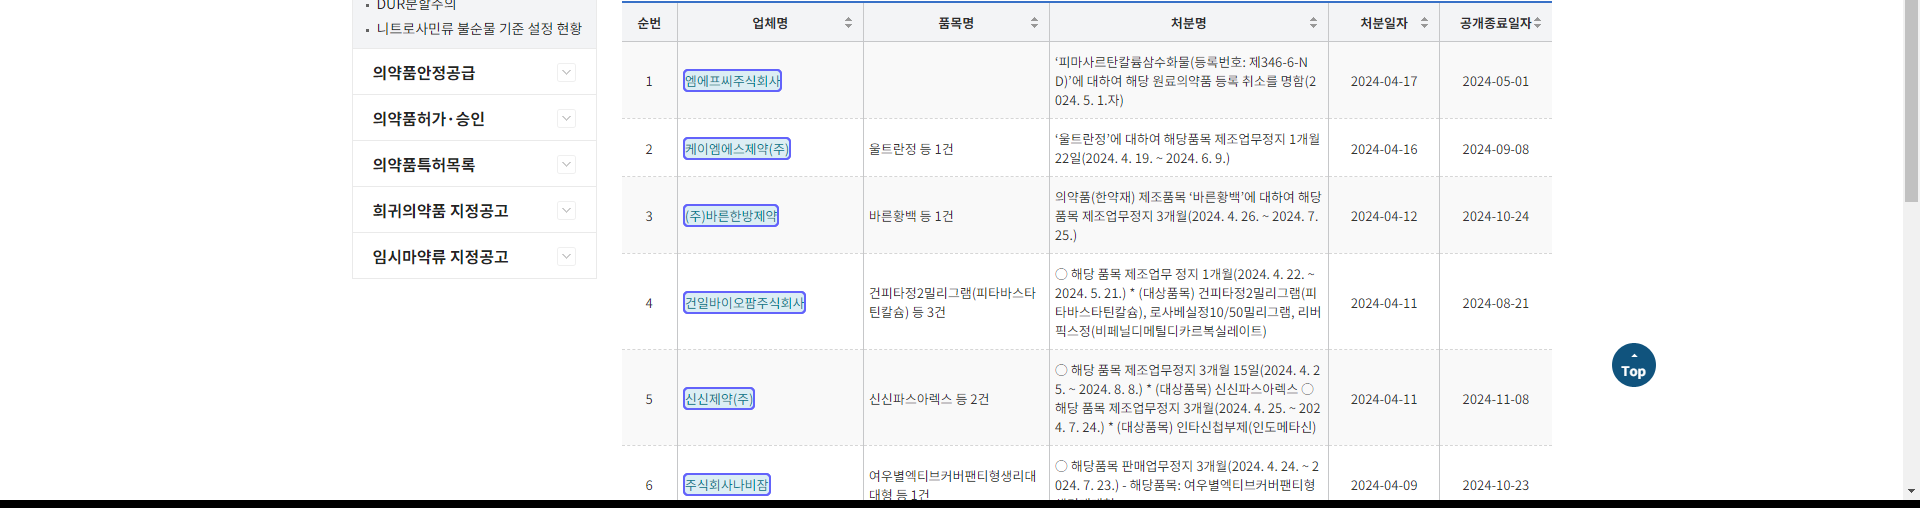 DUR분할주의
니트로사민류 불순물 기준 설정 현황
의약품안정공급
의약품허가·승인
의약품특허목록
희귀의약품 지정공고
임시마약류 지정공고
순번 업체명 품목명 처분명 처분일자 공개종료일자
1 엠에프씨주식회사 2024-04-17 2024-05-01
‘피마사르탄칼륨삼수화물(등록번호: 제346-6-N
D)’에 대하여 해당 원료의약품 등록 취소를 명함(2
024. 5. 1.자)
2 케이엠에스제약(주) 울트란정 등 1건 2024-04-16 2024-09-08
‘울트란정’에 대하여 해당품목 제조업무정지 1개월
22일(2024. 4. 19. ~ 2024. 6. 9.)
3 (주)바른한방제약 바른황백 등 1건 2024-04-12 2024-10-24
의약품(한약재) 제조품목 ‘바른황백’에 대하여 해당
품목 제조업무정지 3개월(2024. 4. 26. ~ 2024. 7.
25.)
4 건일바이오팜주식회사 2024-04-11 2024-08-21
건피타정2밀리그램(피타바스타
틴칼슘) 등 3건
○ 해당 품목 제조업무 정지 1개월(2024. 4. 22. ~
2024. 5. 21.) * (대상품목) 건피타정2밀리그램(피
타바스타틴칼슘), 로사베실정10/50밀리그램, 리버
픽스정(비페닐디메틸디카르복실레이트)
5 신신제약(주) 신신파스아렉스 등 2건 2024-04-11 2024-11-08
○ 해당 품목 제조업무정지 3개월 15일(2024. 4. 2
5. ~ 2024. 8. 8.) * (대상품목) 신신파스아렉스 ○
해당 품목 제조업무정지 3개월(2024. 4. 25. ~ 202
4. 7. 24.) * (대상품목) 인타신첩부제(인도메타신)
6 주식회사나비잠 2024-04-09 2024-10-23
여우별엑티브커버팬티형생리대
대형 등 1건
○ 해당품목 판매업무정지 3개월(2024. 4. 24. ~ 2
024. 7. 23.) - 해당품목: 여우별엑티브커버팬티형
Top